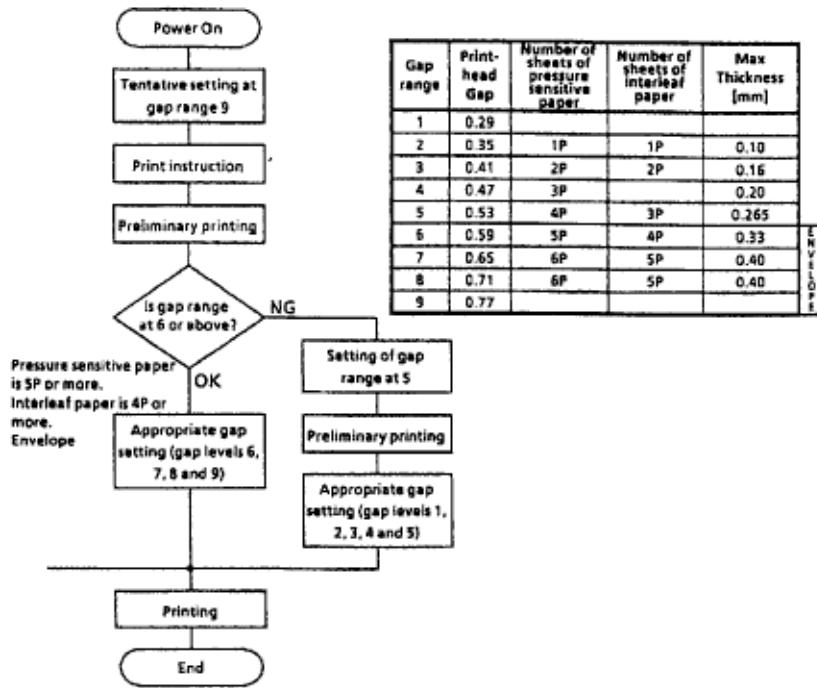 Power On
Tentative setting at
gap range 9
Print instruction
Preliminary printing
Is gap range
at 6 or above?
NG
OK
Pressure sensitive paper
is 5P or more.
Interleaf paper is 4P or
more.
Envelope
Appropriate gap
setting (gap levels 6,
7, 8 and 9)
Setting of gap
range at 5
Preliminary printing
Appropriate gap
setting (gap levels 1,
2, 3, 4 and 5)
Printing
End
Gap range Print-head Gap Number of sheets of pressure sensitive paper Number of sheets of interleaf paper Max Thickness [mm]
1 0.29
2 0.35 1P 1P 0.10
3 0.41 2P 2P 0.16
4 0.47 3P 0.20
5 0.53 4P 3P 0.265
6 0.59 5P 4P 0.33
7 0.65 6P 5P 0.40
8 0.71 6P 5P 0.40
9 0.77
ENVELOPE